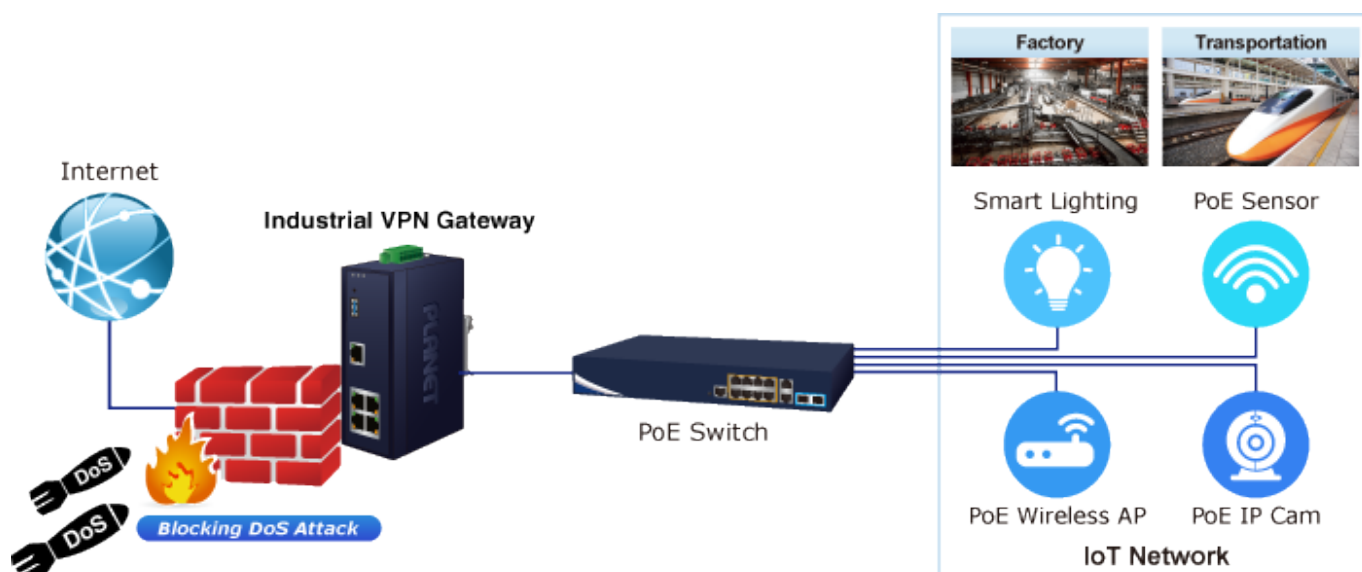 Factory
Transportation
Internet
Industrial VPN Gateway
Smart Lighting
PoE Sensor
PLANET
PoE Switch
DoS
DoS
Blocking DoS Attack
PoE Wireless AP
PoE IP Cam
IoT Network